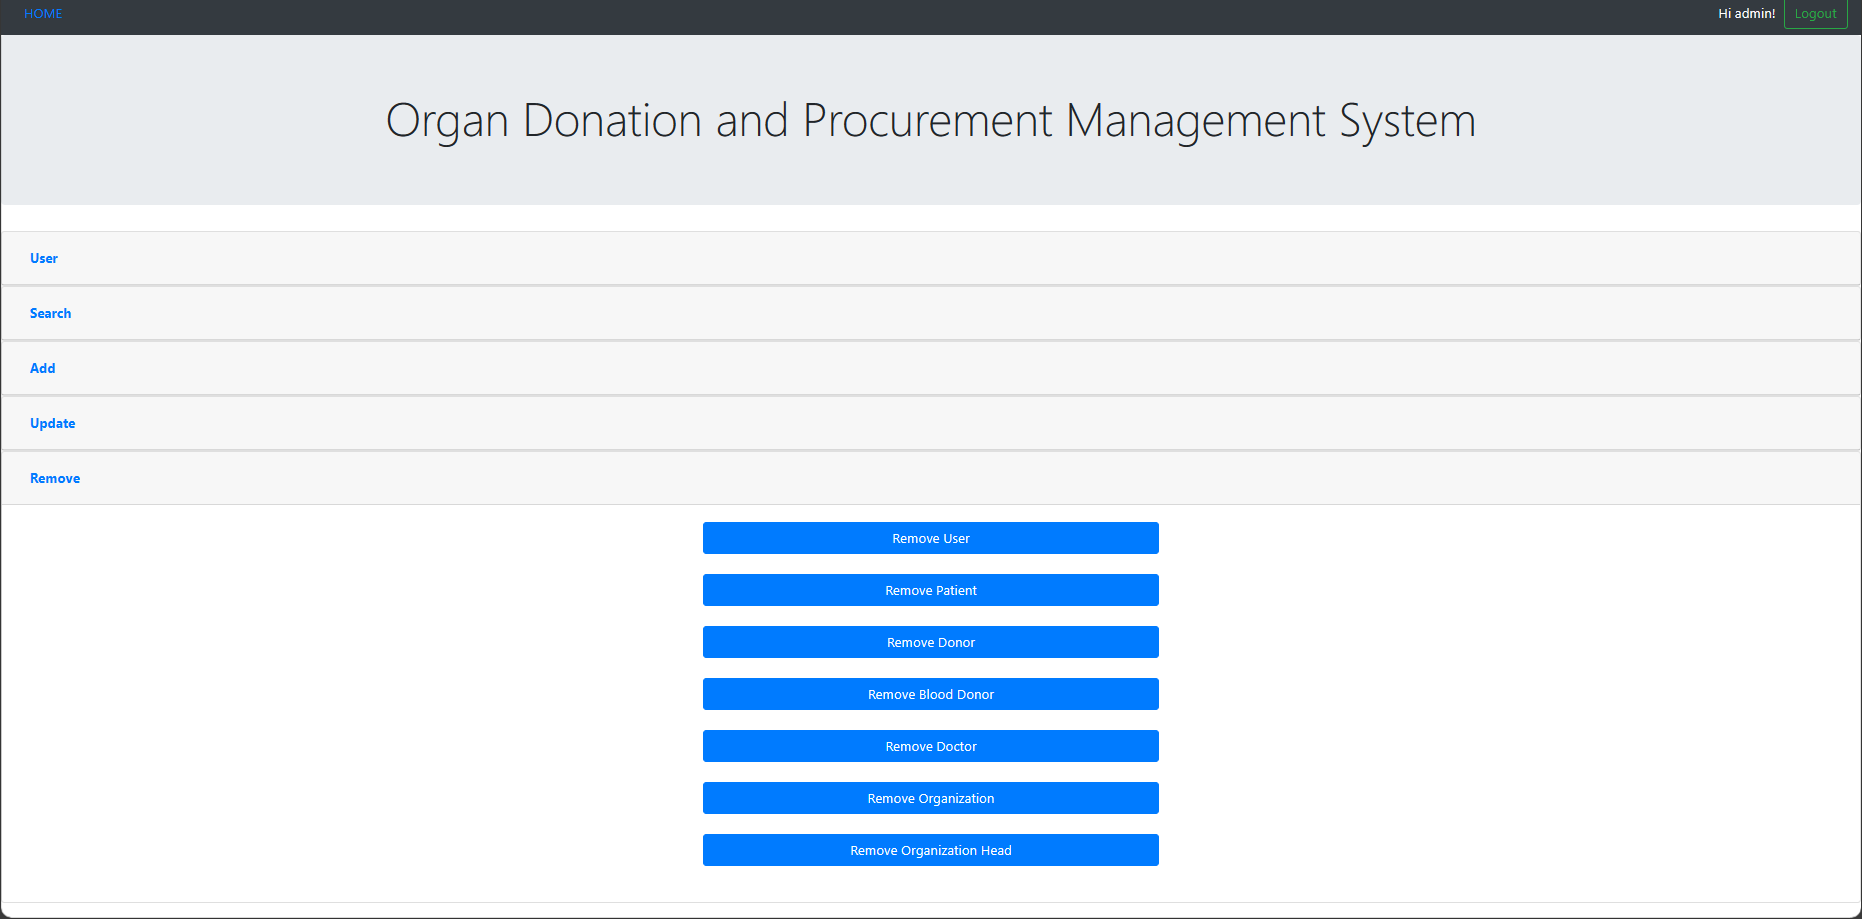 HOME
Hi admin! Logout
Organ Donation and Procurement Management System
User
Search
Add
Update
Remove
Remove User
Remove Patient
Remove Donor
Remove Blood Donor
Remove Doctor
Remove Organization
Remove Organization Head